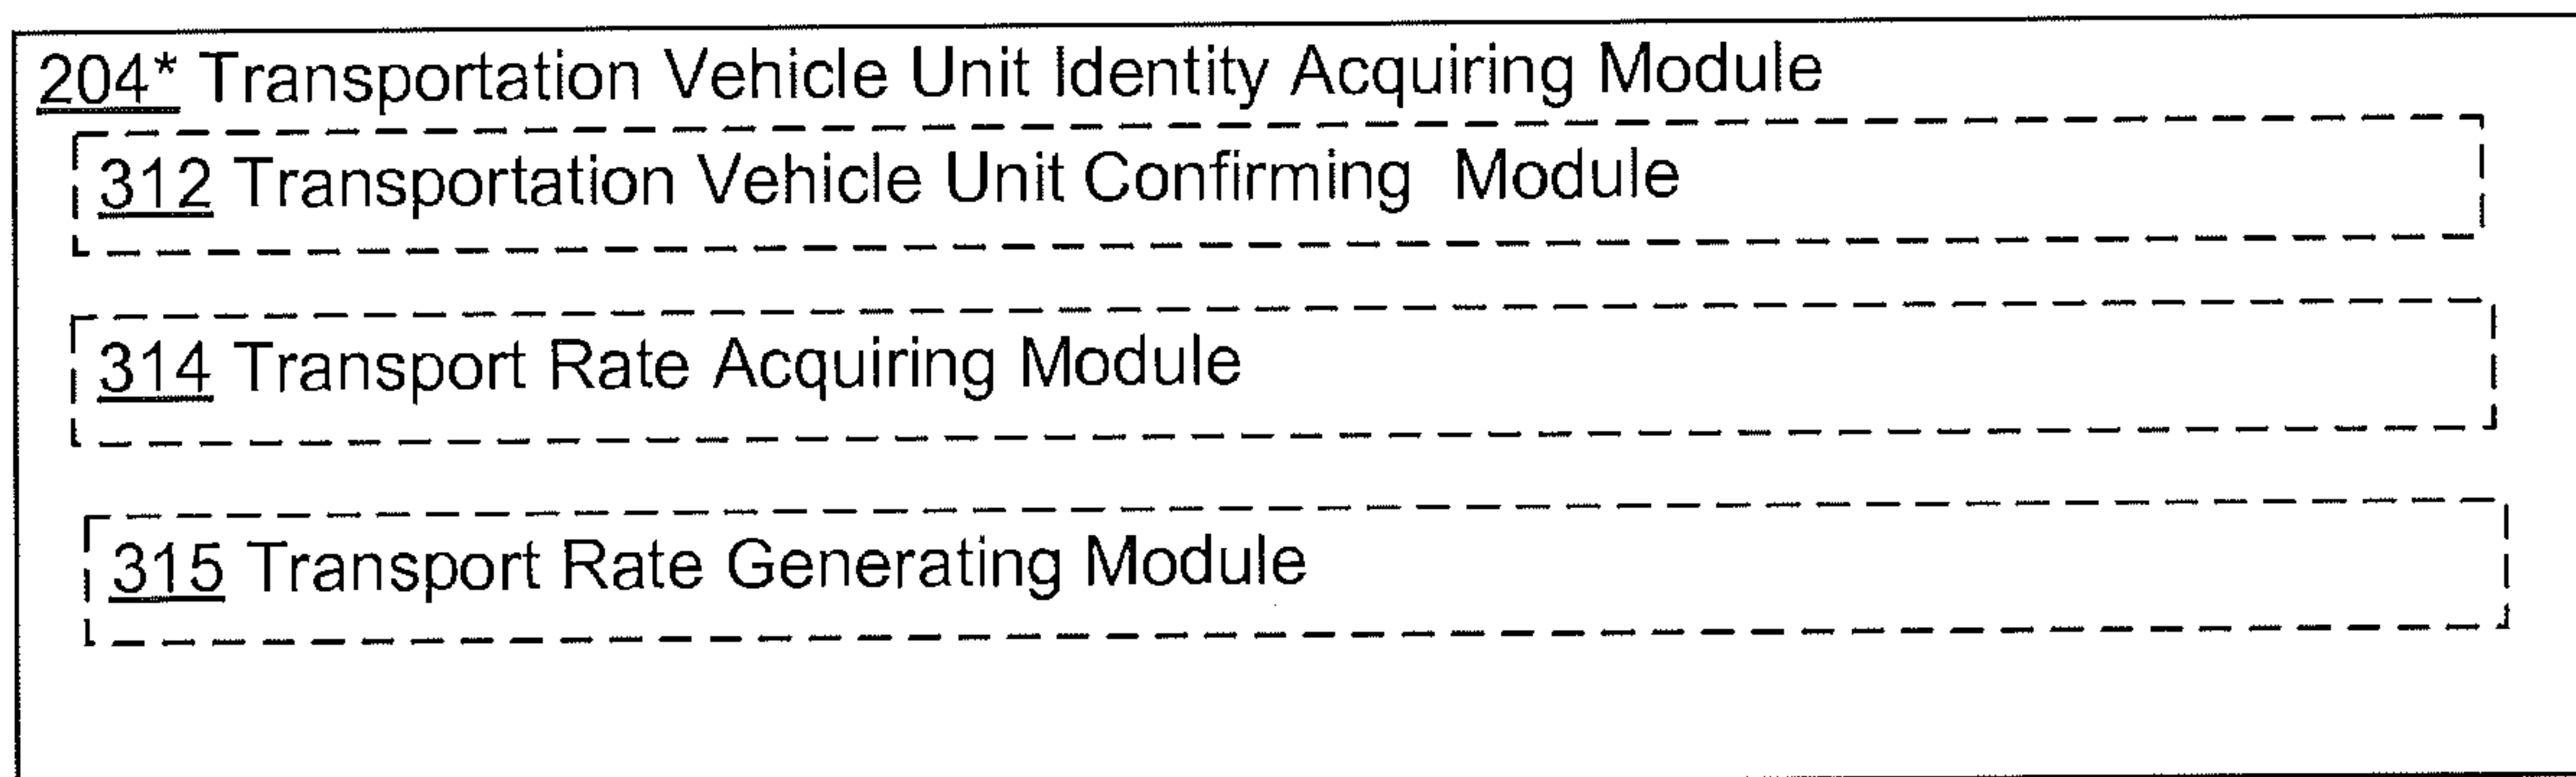 204* Transportation Vehicle Unit Identity Acquiring Module
312 Transportation Vehicle Unit Confirming Module
314 Transport Rate Acquiring Module
315 Transport Rate Generating Module